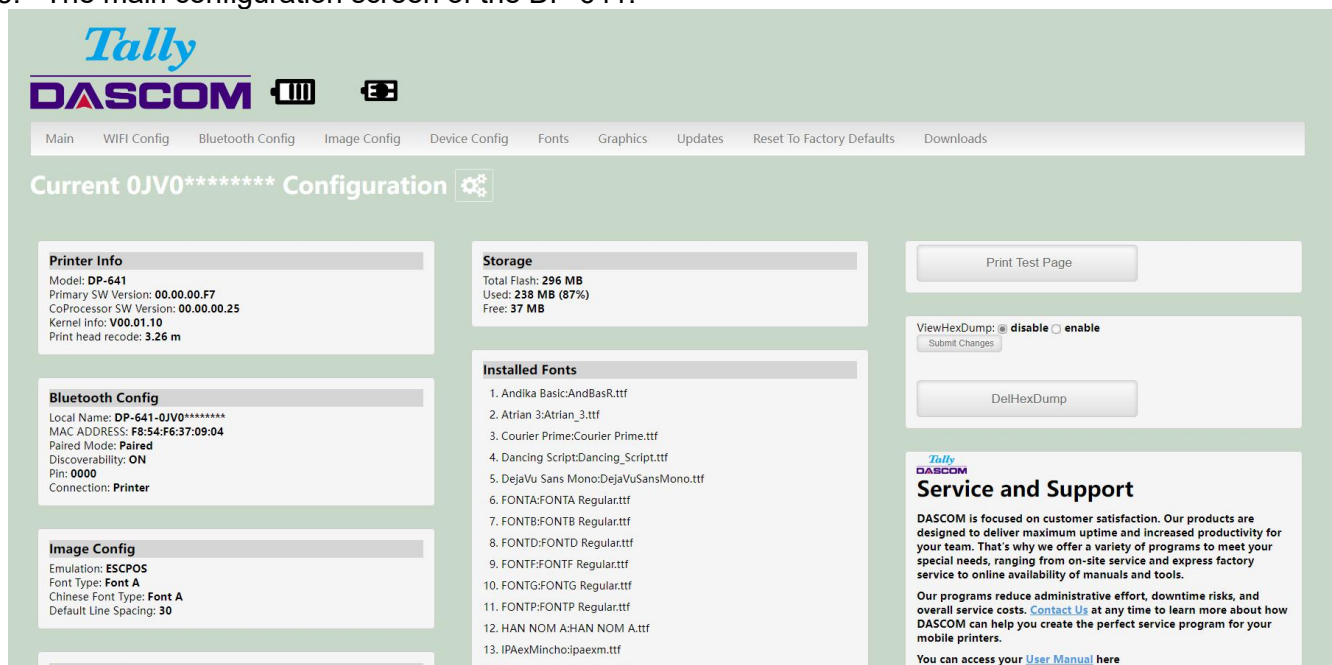 The main configuration screen of the DP-641.
Tally
DASCOM
Main WIFI Config Bluetooth Config Image Config Device Config Fonts Graphics Updates Reset To Factory Defaults Downloads
Current 0JV0******** Configuration
Printer Info
Model: DP-641
Primary SW Version: 00.00.00.F7
CoProcessor SW Version: 00.00.00.25
Kernel info: V00.01.10
Print head recode: 3.26 m
Bluetooth Config
Local Name: DP-641-0JV0********
MAC ADDRESS: F8:54:F6:37:09:04
Paired Mode: Paired
Discoverability: ON
Pin: 0000
Connection: Printer
Image Config
Emulation: ESCPOS
Font Type: Font A
Chinese Font Type: Font A
Default Line Spacing: 30
Storage
Total Flash: 296 MB
Used: 238 MB (87%)
Free: 37 MB
Installed Fonts
1. Andika Basic:AndBasR.ttf
2. Atrian 3:Atrian_3.ttf
3. Courier Prime:Courier Prime.ttf
4. Dancing Script:Dancing_Script.ttf
5. DejaVu Sans Mono:DejaVuSansMono.ttf
6. FONTA:FONTA Regular.ttf
7. FONTB:FONTB Regular.ttf
8. FONTD:FONTD Regular.ttf
9. FONTF:FONTF Regular.ttf
10. FONTG:FONTG Regular.ttf
11. FONTP:FONTP Regular.ttf
12. HAN NOM A:HAN NOM A.ttf
13. IPAexMincho:ipaexm.ttf
Print Test Page
ViewHexDump: disable enable
Submit Changes
DelHexDump
Tally
DASCOM
Service and Support
DASCOM is focused on customer satisfaction. Our products are
designed to deliver maximum uptime and increased productivity for
your team. That's why we offer a variety of programs to meet your
special needs, ranging from on-site service and express factory
service to online availability of manuals and tools.
Our programs reduce administrative effort, downtime risks, and
overall service costs. Contact Us at any time to learn more about how
DASCOM can help you create the perfect service program for your
mobile printers.
You can access your User Manual here